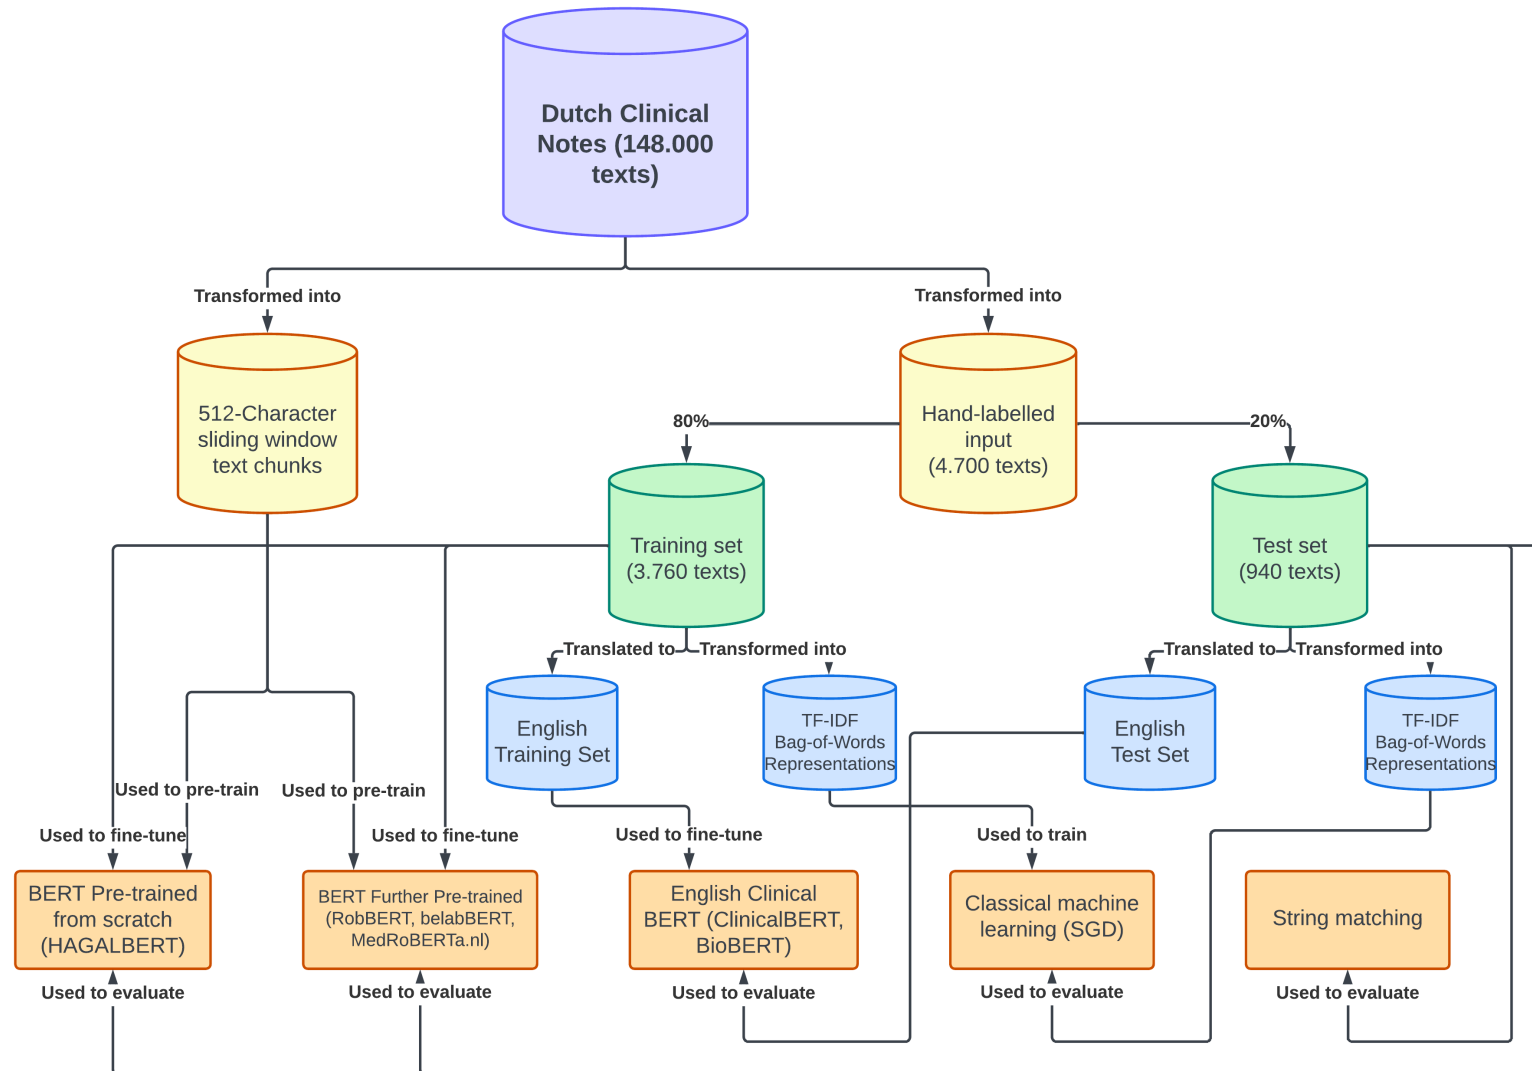 Dutch Clinical
Notes (148.000
texts)
Transformed into
Transformed into
512-Character
sliding window
text chunks
Hand-labelled
input
(4.700 texts)
80%
20%
Training set
(3.760 texts)
Test set
(940 texts)
Translated to
Transformed into
Translated to
Transformed into
English
Training Set
TF-IDF
Bag-of-Words
Representations
English
Test Set
TF-IDF
Bag-of-Words
Representations
Used to pre-train
Used to pre-train
Used to fine-tune
Used to fine-tune
Used to fine-tune
Used to train
BERT Pre-trained
from scratch
(HAGALBERT)
BERT Further Pre-trained
(RobBERT, belabBERT,
MedRoBERTa.nl)
English Clinical
BERT (ClinicalBERT,
BioBERT)
Classical machine
learning (SGD)
String matching
Used to evaluate
Used to evaluate
Used to evaluate
Used to evaluate
Used to evaluate